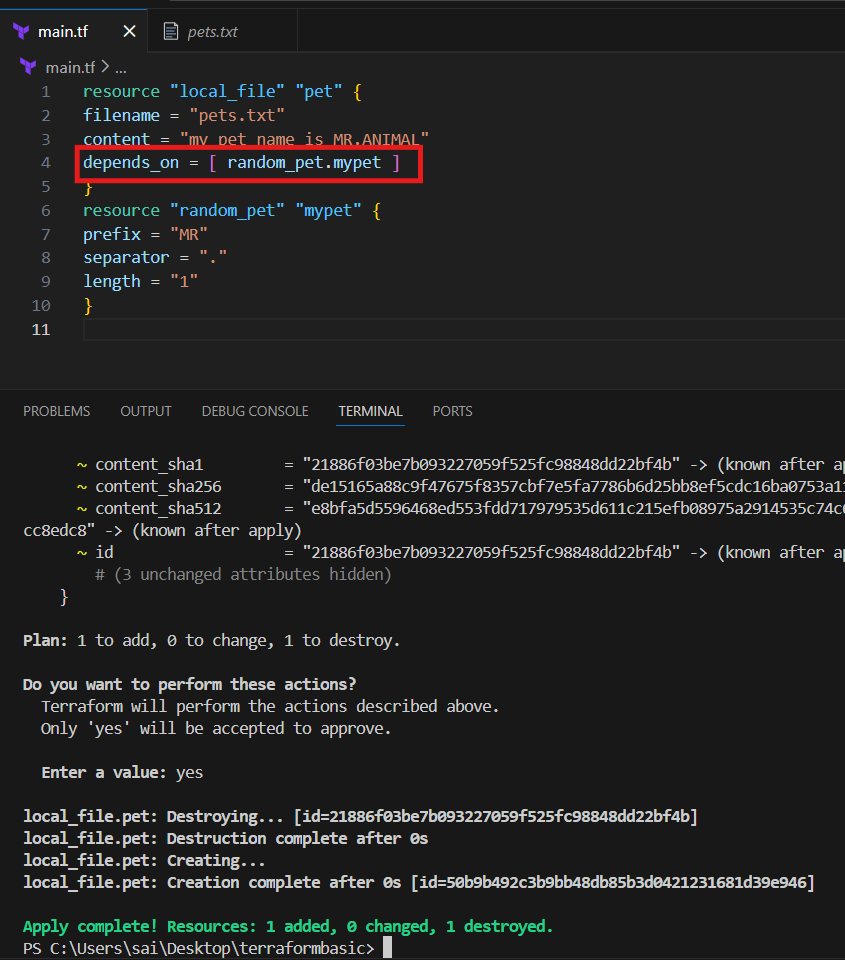 main.tf
pets.txt
main.tf > ...
1 resource "local_file" "pet" {
2 filename = "pets.txt"
3 content = "my pet name is MR.ANIMAL"
4 depends_on = [ random_pet.mypet ]
5 }
6 resource "random_pet" "mypet" {
7 prefix = "MR"
8 separator = "."
9 length = "1"
10 }
11
PROBLEMS OUTPUT DEBUG CONSOLE TERMINAL PORTS
~ content_sha1 = "21886f03be7b093227059f525fc98848dd22bf4b" -> (known after ap
~ content_sha256 = "de15165a88c9f47675f8357cbf7e5fa7786b6d25bb8ef5cdc16ba0753a11
~ content_sha512 = "e8bfa5d5596468ed553fdd717979535d611c215efb08975a2914535c74c6
cc8edc8" -> (known after apply)
~ id = "21886f03be7b093227059f525fc98848dd22bf4b" -> (known after ap
# (3 unchanged attributes hidden)
}
Plan: 1 to add, 0 to change, 1 to destroy.
Do you want to perform these actions?
Terraform will perform the actions described above.
Only 'yes' will be accepted to approve.
Enter a value: yes
local_file.pet: Destroying... [id=21886f03be7b093227059f525fc98848dd22bf4b]
local_file.pet: Destruction complete after 0s
local_file.pet: Creating...
local_file.pet: Creation complete after 0s [id=50b9b492c3b9bb48db85b3d0421231681d39e946]
Apply complete! Resources: 1 added, 0 changed, 1 destroyed.
PS C:\Users\sai\Desktop\terraformbasic>